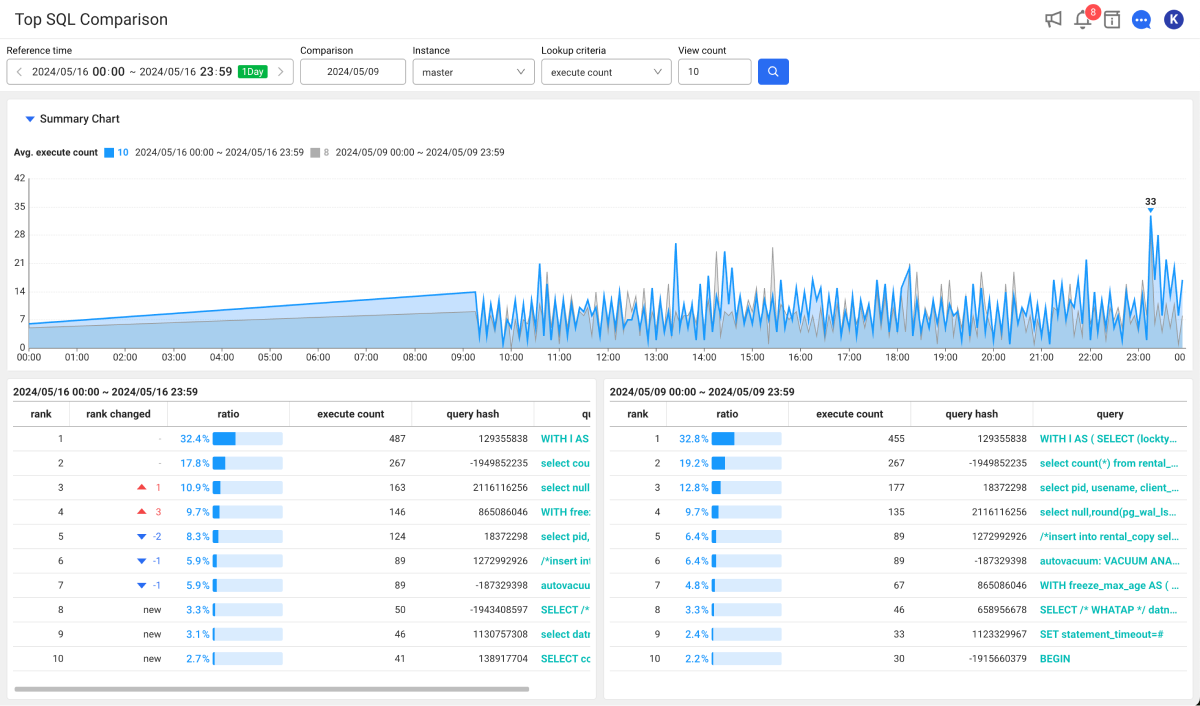 Top SQL Comparison
8
K
Reference time Comparison Instance Lookup criteria View count
2024/05/16 00:00 ~ 2024/05/16 23:59 1Day 2024/05/09 master execute count 10
Summary Chart
Avg. execute count 10 2024/05/16 00:00 ~ 2024/05/16 23:59 8 2024/05/09 00:00 ~ 2024/05/09 23:59
42
35
33
28
21
14
7
0
00:00 01:00 02:00 03:00 04:00 05:00 06:00 07:00 08:00 09:00 10:00 11:00 12:00 13:00 14:00 15:00 16:00 17:00 18:00 19:00 20:00 21:00 22:00 23:00 00
2024/05/16 00:00 ~ 2024/05/16 23:59
rank rank changed ratio execute count query hash qu
1 - 32.4% 487 129355838 WITH l AS
2 - 17.8% 267 -1949852235 select cou
3 1 10.9% 163 2116116256 select null
4 3 9.7% 146 865086046 WITH free
5 -2 8.3% 124 18372298 select pid,
6 -1 5.9% 89 1272992926 /*insert int
7 -1 5.9% 89 -187329398 autovacuu
8 new 3.3% 50 -1943408597 SELECT /*
9 new 3.1% 46 1130757308 select datn
10 new 2.7% 41 138917704 SELECT co
2024/05/09 00:00 ~ 2024/05/09 23:59
rank ratio execute count query hash query
1 32.8% 455 129355838 WITH l AS ( SELECT (lockty...
2 19.2% 267 -1949852235 select count(*) from rental_...
3 12.8% 177 18372298 select pid, usename, client_...
4 9.7% 135 2116116256 select null,round(pg_wal_ls...
5 6.4% 89 1272992926 /*insert into rental_copy sel...
6 6.4% 89 -187329398 autovacuum: VACUUM ANA...
7 4.8% 67 865086046 WITH freeze_max_age AS ( ...
8 3.3% 46 658956678 SELECT /* WHATAP */ datn...
9 2.4% 33 1123329967 SET statement_timeout=#
10 2.2% 30 -1915660379 BEGIN